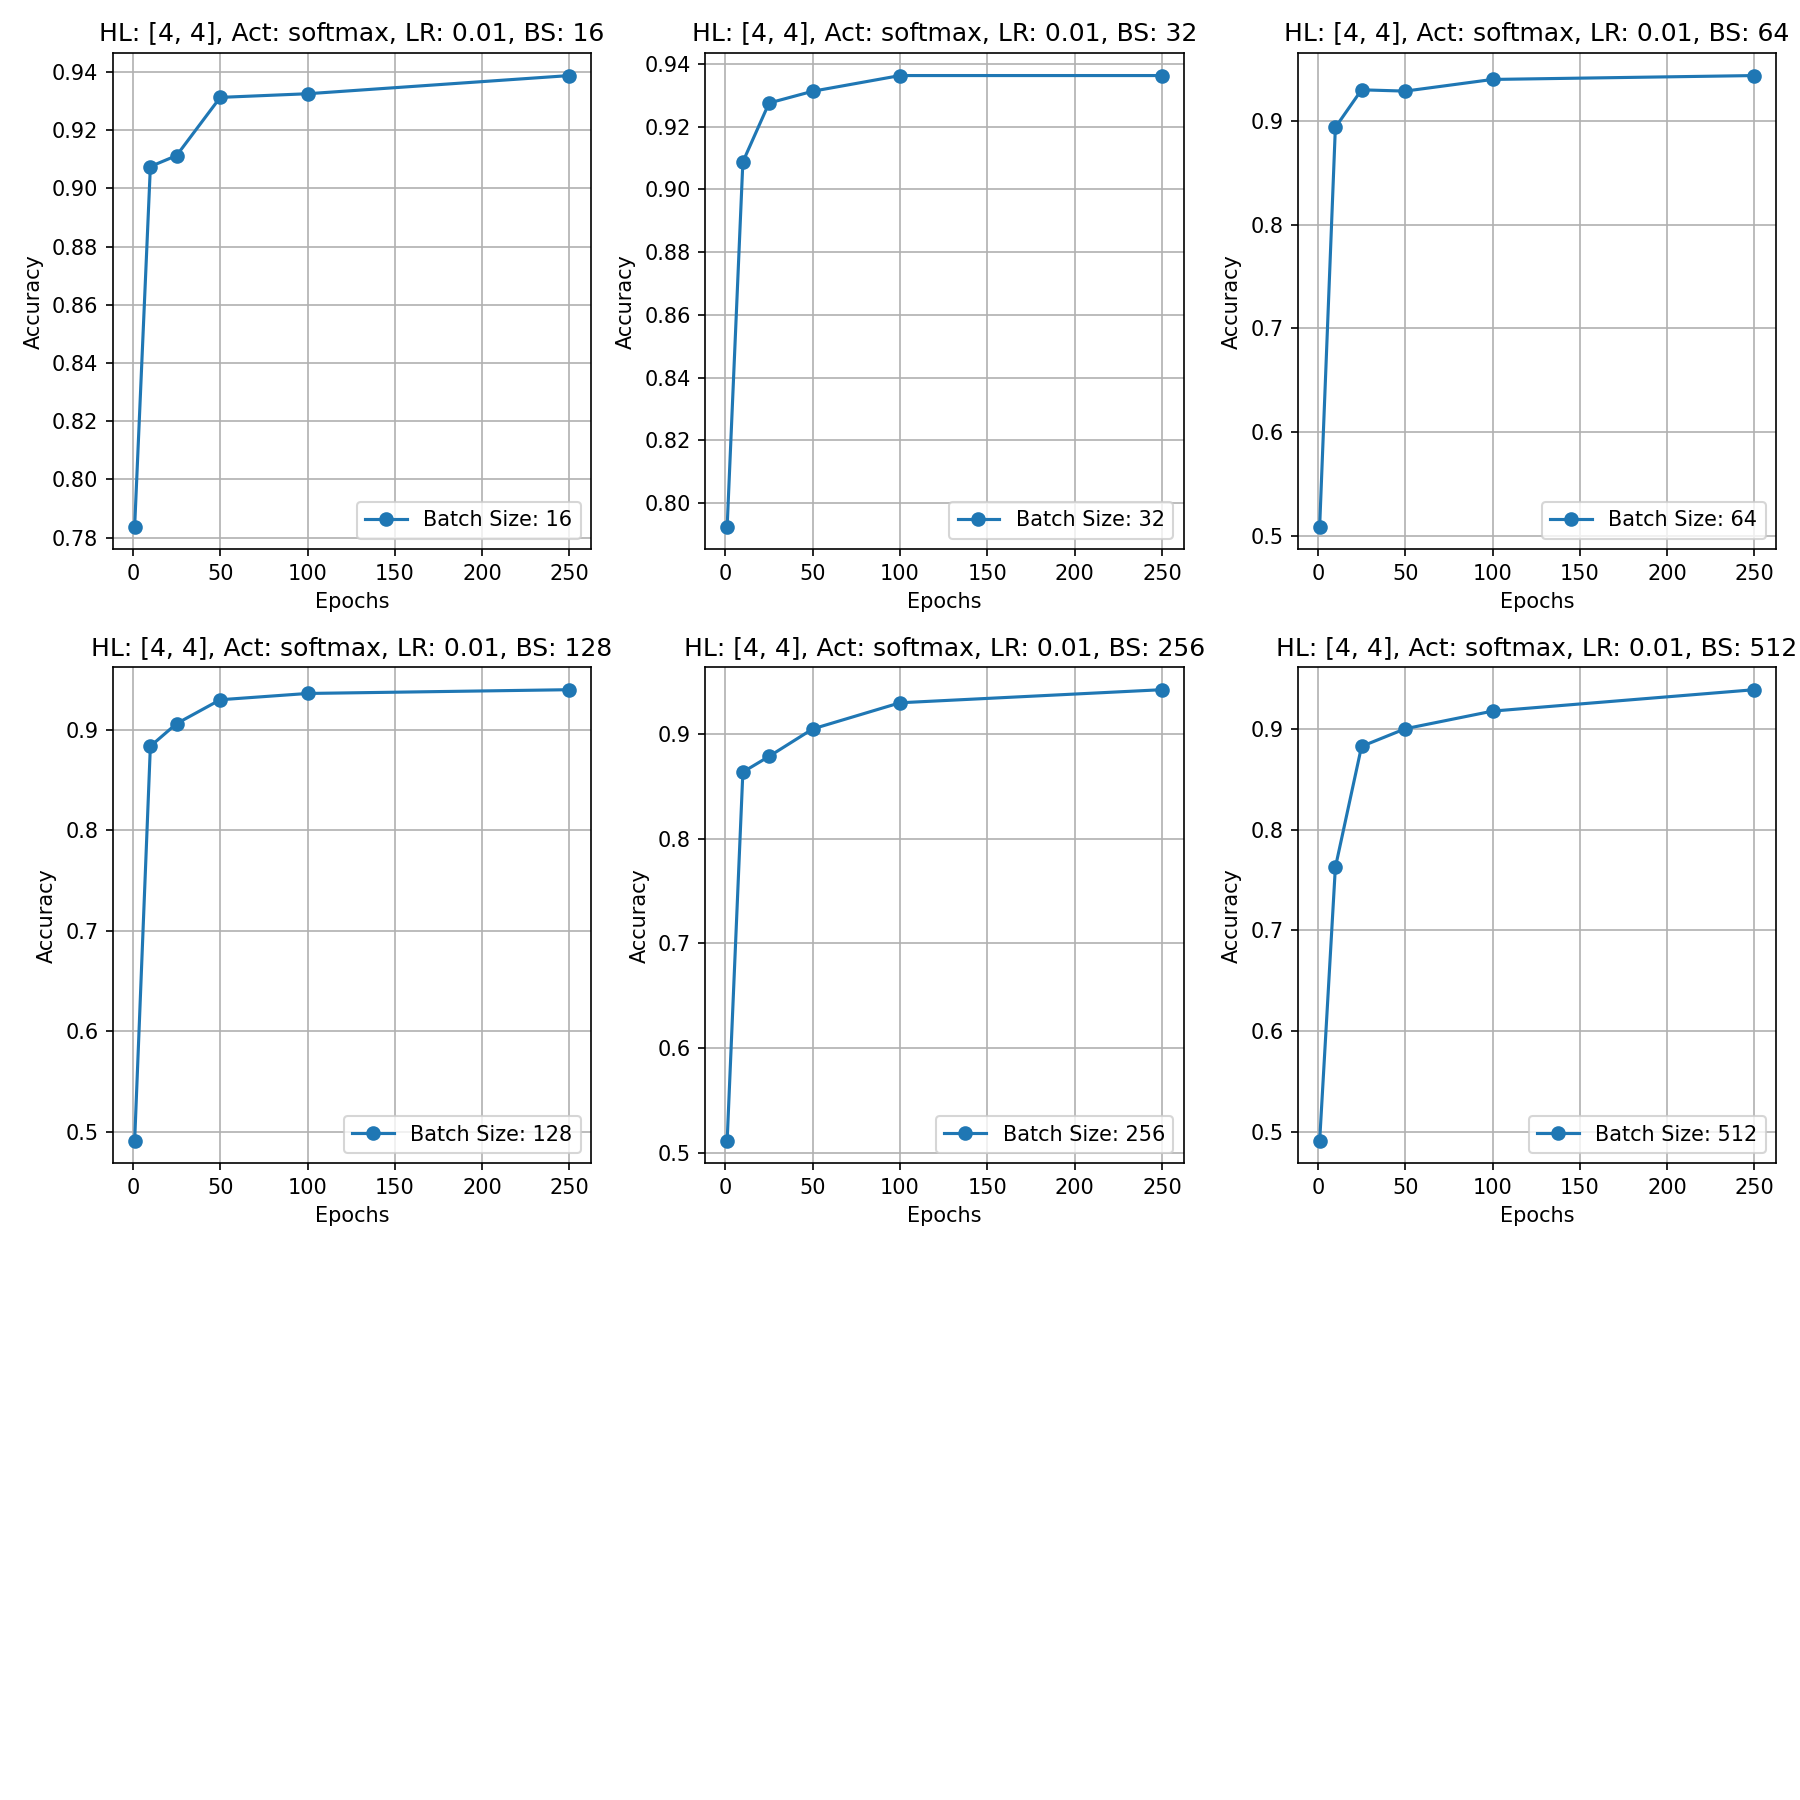 HL: [4, 4], Act: softmax, LR: 0.01, BS: 16
Accuracy
0.94
0.92
0.90
0.88
0.86
0.84
0.82
0.80
0.78
Batch Size: 16
0 50 100 150 200 250
Epochs
HL: [4, 4], Act: softmax, LR: 0.01, BS: 32
Accuracy
0.94
0.92
0.90
0.88
0.86
0.84
0.82
0.80
Batch Size: 32
0 50 100 150 200 250
Epochs
HL: [4, 4], Act: softmax, LR: 0.01, BS: 64
Accuracy
0.9
0.8
0.7
0.6
0.5
Batch Size: 64
0 50 100 150 200 250
Epochs
HL: [4, 4], Act: softmax, LR: 0.01, BS: 128
Accuracy
0.9
0.8
0.7
0.6
0.5
Batch Size: 128
0 50 100 150 200 250
Epochs
HL: [4, 4], Act: softmax, LR: 0.01, BS: 256
Accuracy
0.9
0.8
0.7
0.6
0.5
Batch Size: 256
0 50 100 150 200 250
Epochs
HL: [4, 4], Act: softmax, LR: 0.01, BS: 512
Accuracy
0.9
0.8
0.7
0.6
0.5
Batch Size: 512
0 50 100 150 200 250
Epochs